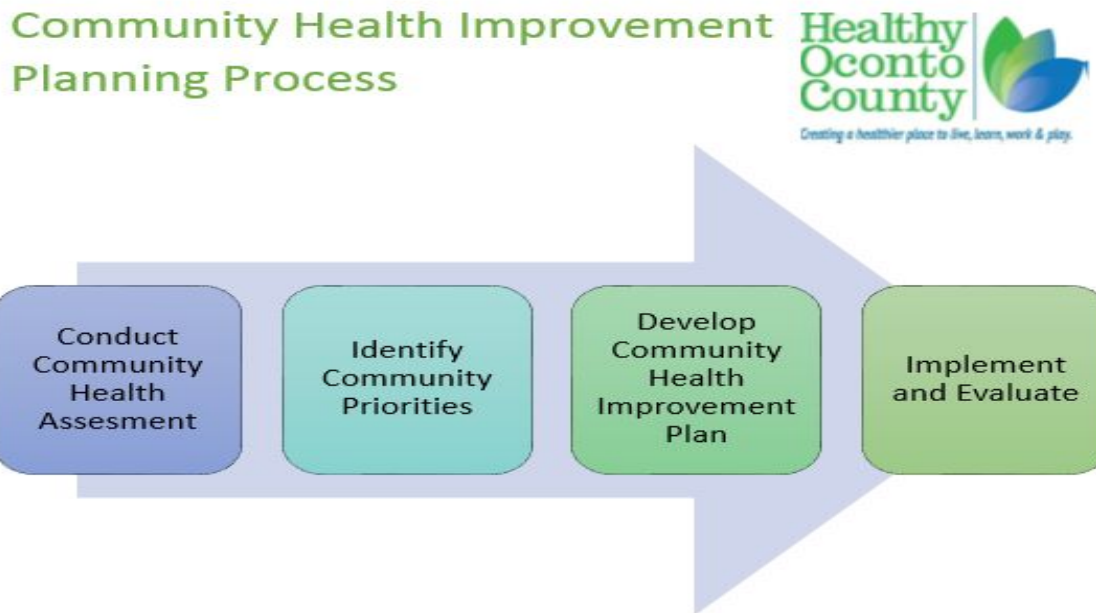 Community Health Improvement
Planning Process
Healthy
Oconto
County
Creating a healthier place to live, learn, work & play.
Conduct
Community
Health
Assesment
Identify
Community
Priorities
Develop
Community
Health
Improvement
Plan
Implement
and Evaluate